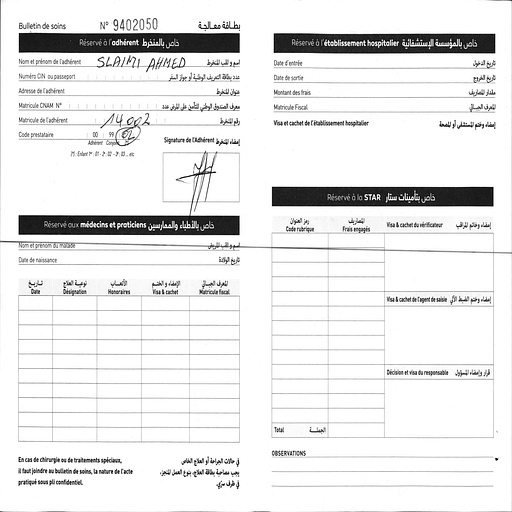 Bulletin de soins N° 9402050 بطاقة معالجة
Réservé à l'adhérent خاص بالمنخرط
Nom et prénom de l'adhérent SLAIMI AHMED اسم و لقب المنخرط
Numéro CIN ou passeport عدد بطاقة التعريف الوطنية أو جواز السفر
Adresse de l'adhérent عنوان المنخرط
Matricule CNAM N° معرف الصندوق الوطني للتأمين على المرض عدد
Matricule de l'adhérent رقم المنخرط
Code prestataire 00 99
Adhérent Conjoint
Signature de l'Adhérent إمضاء المنخرط
(*) : Enfant 1er : 01 - 2e : 02 - 3e : 03 ... etc
Réservé aux médecins et praticiens خاص بالأطباء والممارسين
Nom et prénom du malade اسم و لقب المريض
Date de naissance تاريخ الولادة
تاريخ نوعية العلاج الأتعاب الإمضاء و الختم المعرف الجبائي
Date Désignation Honoraires Visa & cachet Matricule fiscal
En cas de chirurgie ou de traitements spéciaux,
il faut joindre au bulletin de soins, la nature de l'acte
pratiqué sous pli confidentiel.
في حالات الجراحة أو العلاج الخاص
يجب مصاحبة بطاقة العلاج، بنوع العمل المنجز،
في ظرف سري.
Réservé à l'établissement hospitalier خاص بالمؤسسة الإستشفائية
Date d'entrée تاريخ الدخول
Date de sortie تاريخ الخروج
Montant des frais مقدار المصاريف
Matricule Fiscal المعرف الجبائي
Visa et cachet de l'établissement hospitalier إمضاء وختم المستشفى أو المصحة
Réservé à la STAR خاص بتأمينات ستار
رمز العنوان المصاريف
Code rubrique Frais engagés
Visa & cachet du vérificateur إمضاء وخاتم المراقب
Visa & cachet de l'agent de saisie إمضاء وختم الضبط الآلي
Décision et visa du responsable قرار وإمضاء المسؤول
Total الجملة
OBSERVATIONS